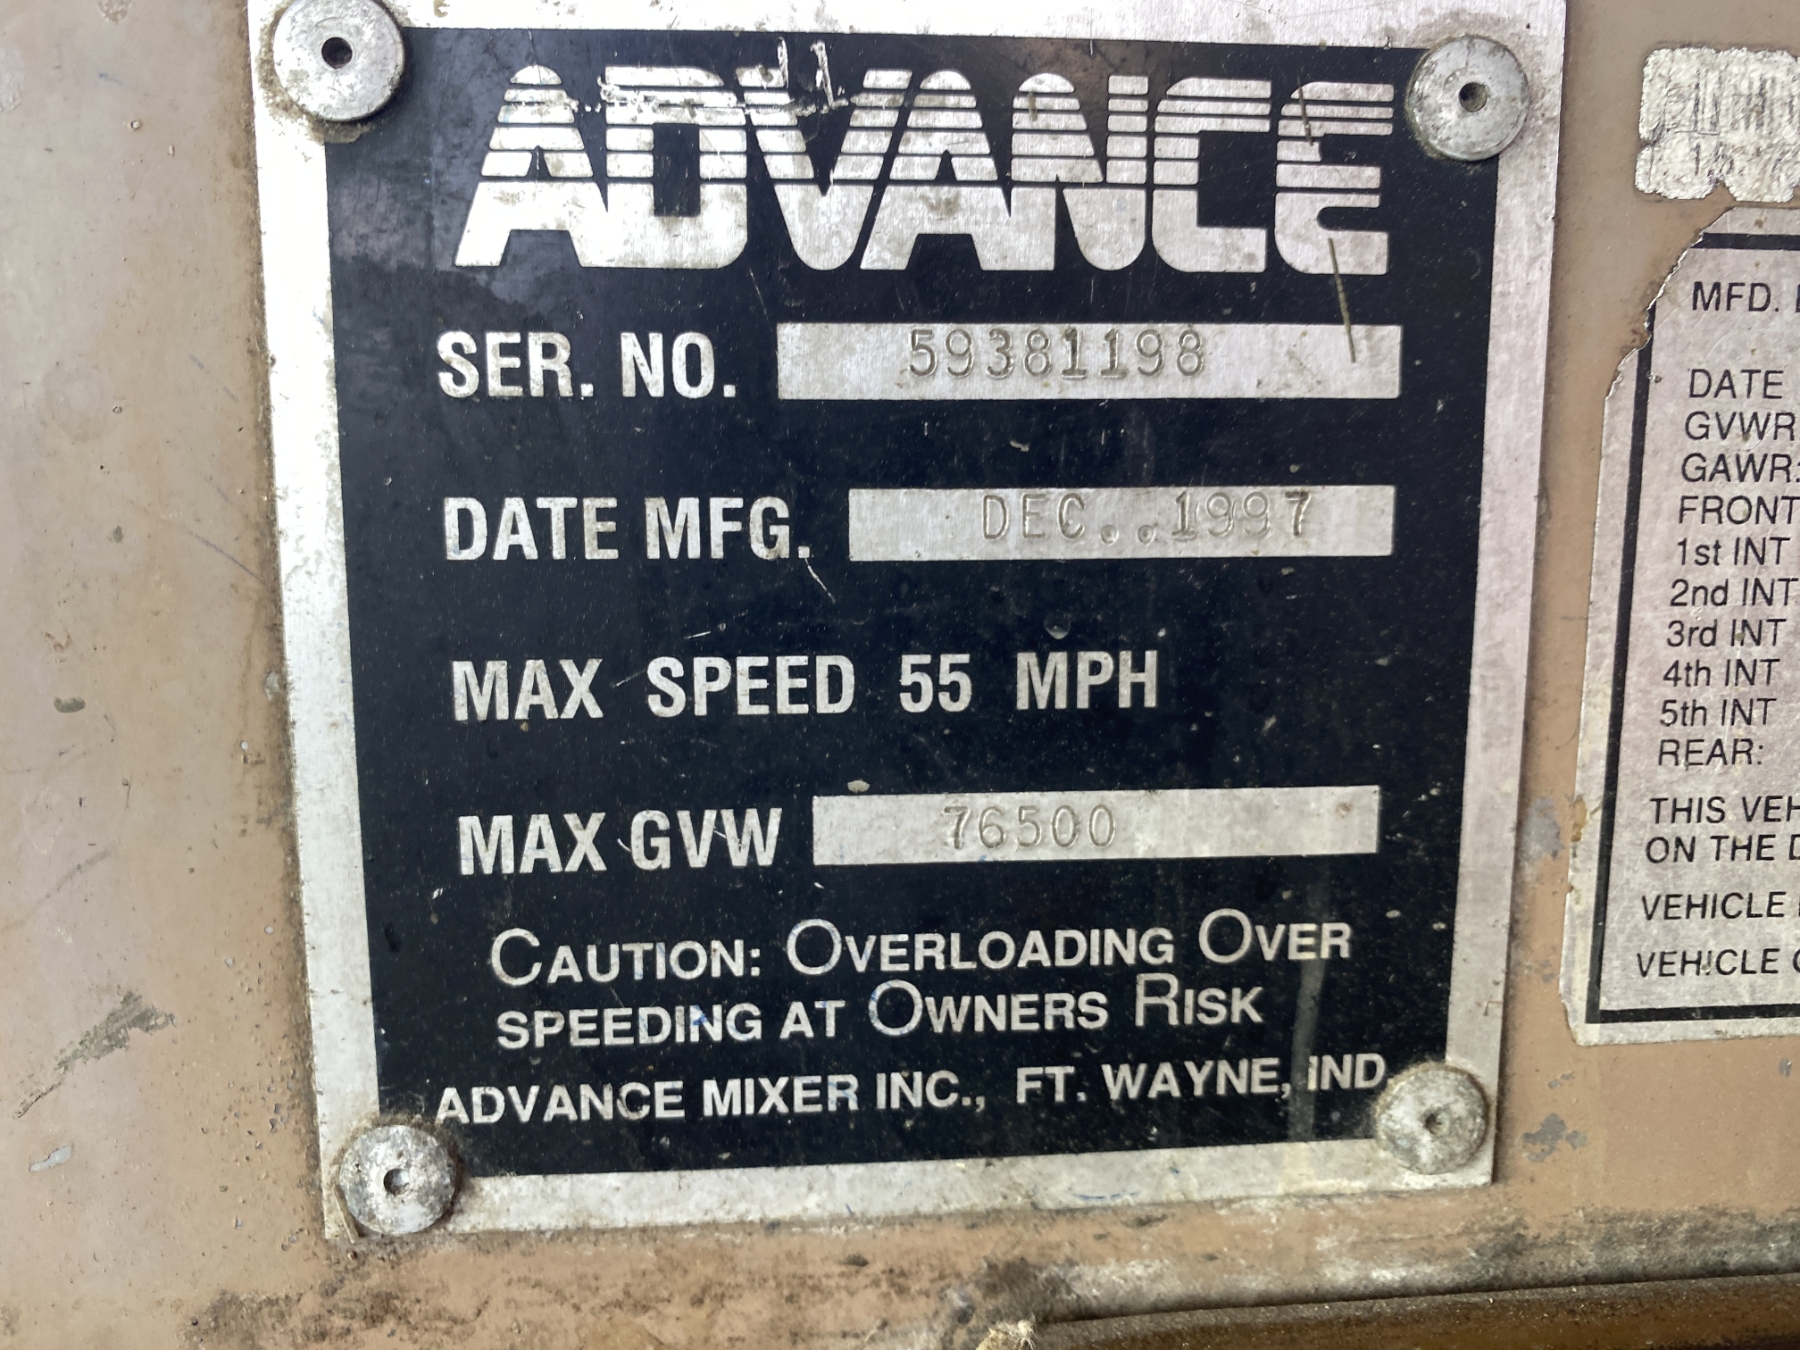 ADVANCE
SER. NO. 59381198
DATE MFG. DEC..1997
MAX SPEED 55 MPH
MAX GVW 76500
CAUTION: OVERLOADING OVER
SPEEDING AT OWNERS RISK
ADVANCE MIXER INC., FT. WAYNE, IND.
MFD.
DATE
GVWR
GAWR:
FRONT
1st INT
2nd INT
3rd INT
4th INT
5th INT
REAR:
THIS
ON THE
VEHICLE
VEHICLE